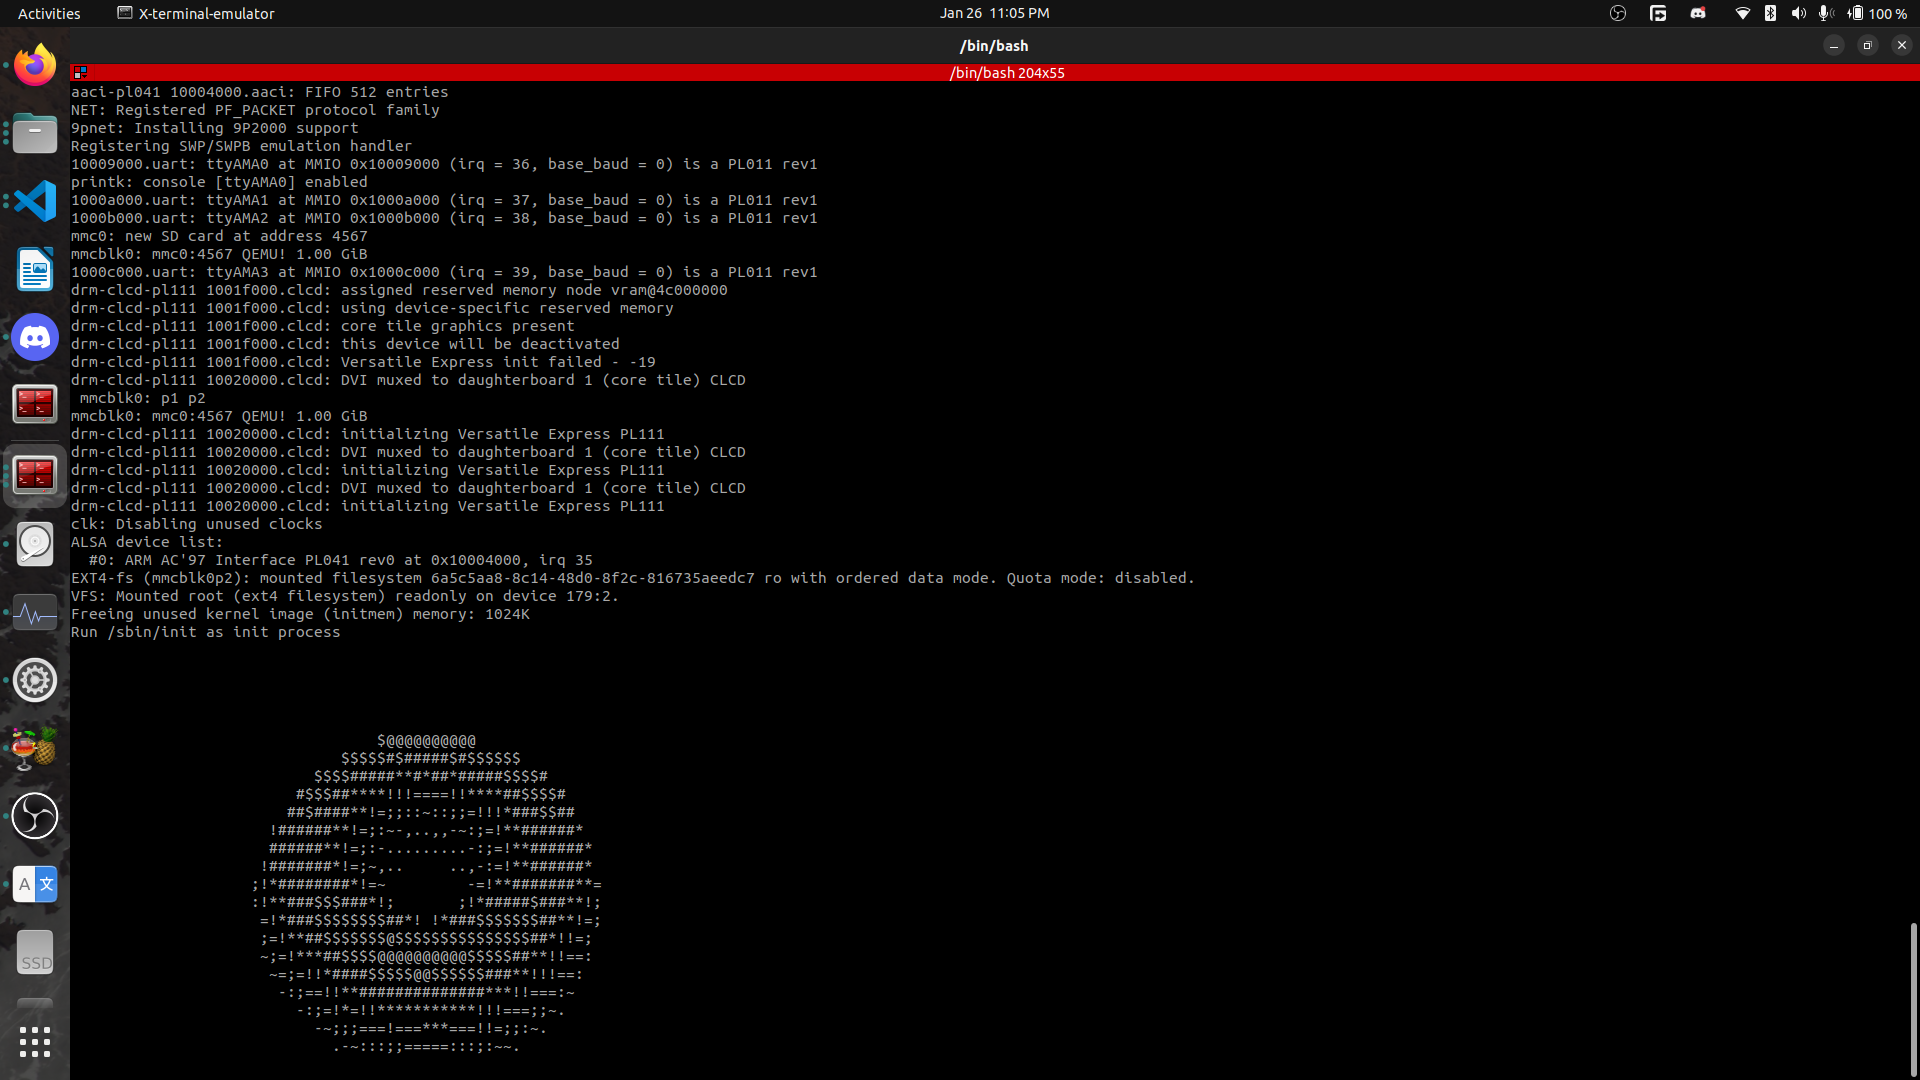 Activities
X-terminal-emulator
Jan 26  11:05 PM
100 %
/bin/bash
/bin/bash 204x55
aaci-pl041 10004000.aaci: FIFO 512 entries
NET: Registered PF_PACKET protocol family
9pnet: Installing 9P2000 support
Registering SWP/SWPB emulation handler
10009000.uart: ttyAMA0 at MMIO 0x10009000 (irq = 36, base_baud = 0) is a PL011 rev1
printk: console [ttyAMA0] enabled
1000a000.uart: ttyAMA1 at MMIO 0x1000a000 (irq = 37, base_baud = 0) is a PL011 rev1
1000b000.uart: ttyAMA2 at MMIO 0x1000b000 (irq = 38, base_baud = 0) is a PL011 rev1
mmc0: new SD card at address 4567
mmcblk0: mmc0:4567 QEMU! 1.00 GiB
1000c000.uart: ttyAMA3 at MMIO 0x1000c000 (irq = 39, base_baud = 0) is a PL011 rev1
drm-clcd-pl111 1001f000.clcd: assigned reserved memory node vram@4c000000
drm-clcd-pl111 1001f000.clcd: using device-specific reserved memory
drm-clcd-pl111 1001f000.clcd: core tile graphics present
drm-clcd-pl111 1001f000.clcd: this device will be deactivated
drm-clcd-pl111 1001f000.clcd: Versatile Express init failed - -19
drm-clcd-pl111 10020000.clcd: DVI muxed to daughterboard 1 (core tile) CLCD
 mmcblk0: p1 p2
mmcblk0: mmc0:4567 QEMU! 1.00 GiB
drm-clcd-pl111 10020000.clcd: initializing Versatile Express PL111
drm-clcd-pl111 10020000.clcd: DVI muxed to daughterboard 1 (core tile) CLCD
drm-clcd-pl111 10020000.clcd: initializing Versatile Express PL111
drm-clcd-pl111 10020000.clcd: DVI muxed to daughterboard 1 (core tile) CLCD
drm-clcd-pl111 10020000.clcd: initializing Versatile Express PL111
clk: Disabling unused clocks
ALSA device list:
  #0: ARM AC'97 Interface PL041 rev0 at 0x10004000, irq 35
EXT4-fs (mmcblk0p2): mounted filesystem 6a5c5aa8-8c14-48d0-8f2c-816735aeedc7 ro with ordered data mode. Quota mode: disabled.
VFS: Mounted root (ext4 filesystem) readonly on device 179:2.
Freeing unused kernel image (initmem) memory: 1024K
Run /sbin/init as init process
                                  $@@@@@@@@@@
                              $$$$$#$#####$#$$$$$$
                           $$$$#####**#*##*#####$$$$#
                         #$$$##****!!!====!!****##$$$$#
                        ##$####**!=;;::~::;;=!!!*###$$##
                      !######**!=;:~-,..,,-~:;=!**######*
                      ######**!=;:-.........-:;=!**######*
                     !#######*!=;~,..     ..,-:=!**######*
                    ;!*########*!=~         -=!**#######**=
                    :!**###$$$###*!;       ;!*#####$###**!;
                     =!*###$$$$$$$$##*! !*###$$$$$$$##**!=;
                     ;=!**##$$$$$$$@$$$$$$$$$$$$$$$##*!!=;
                     ~;=!***##$$$$@@@@@@@@@@$$$$$##**!!==:
                      ~=;=!!*####$$$$$@@$$$$$$###**!!!==:
                       -:;==!!**##############***!!===:~
                         -:;=!*=!!***********!!!===;;~.
                           -~;;;===!===***===!!=;;:~.
                             .-~:::;;=====:::;:~~.
A
文
SSD